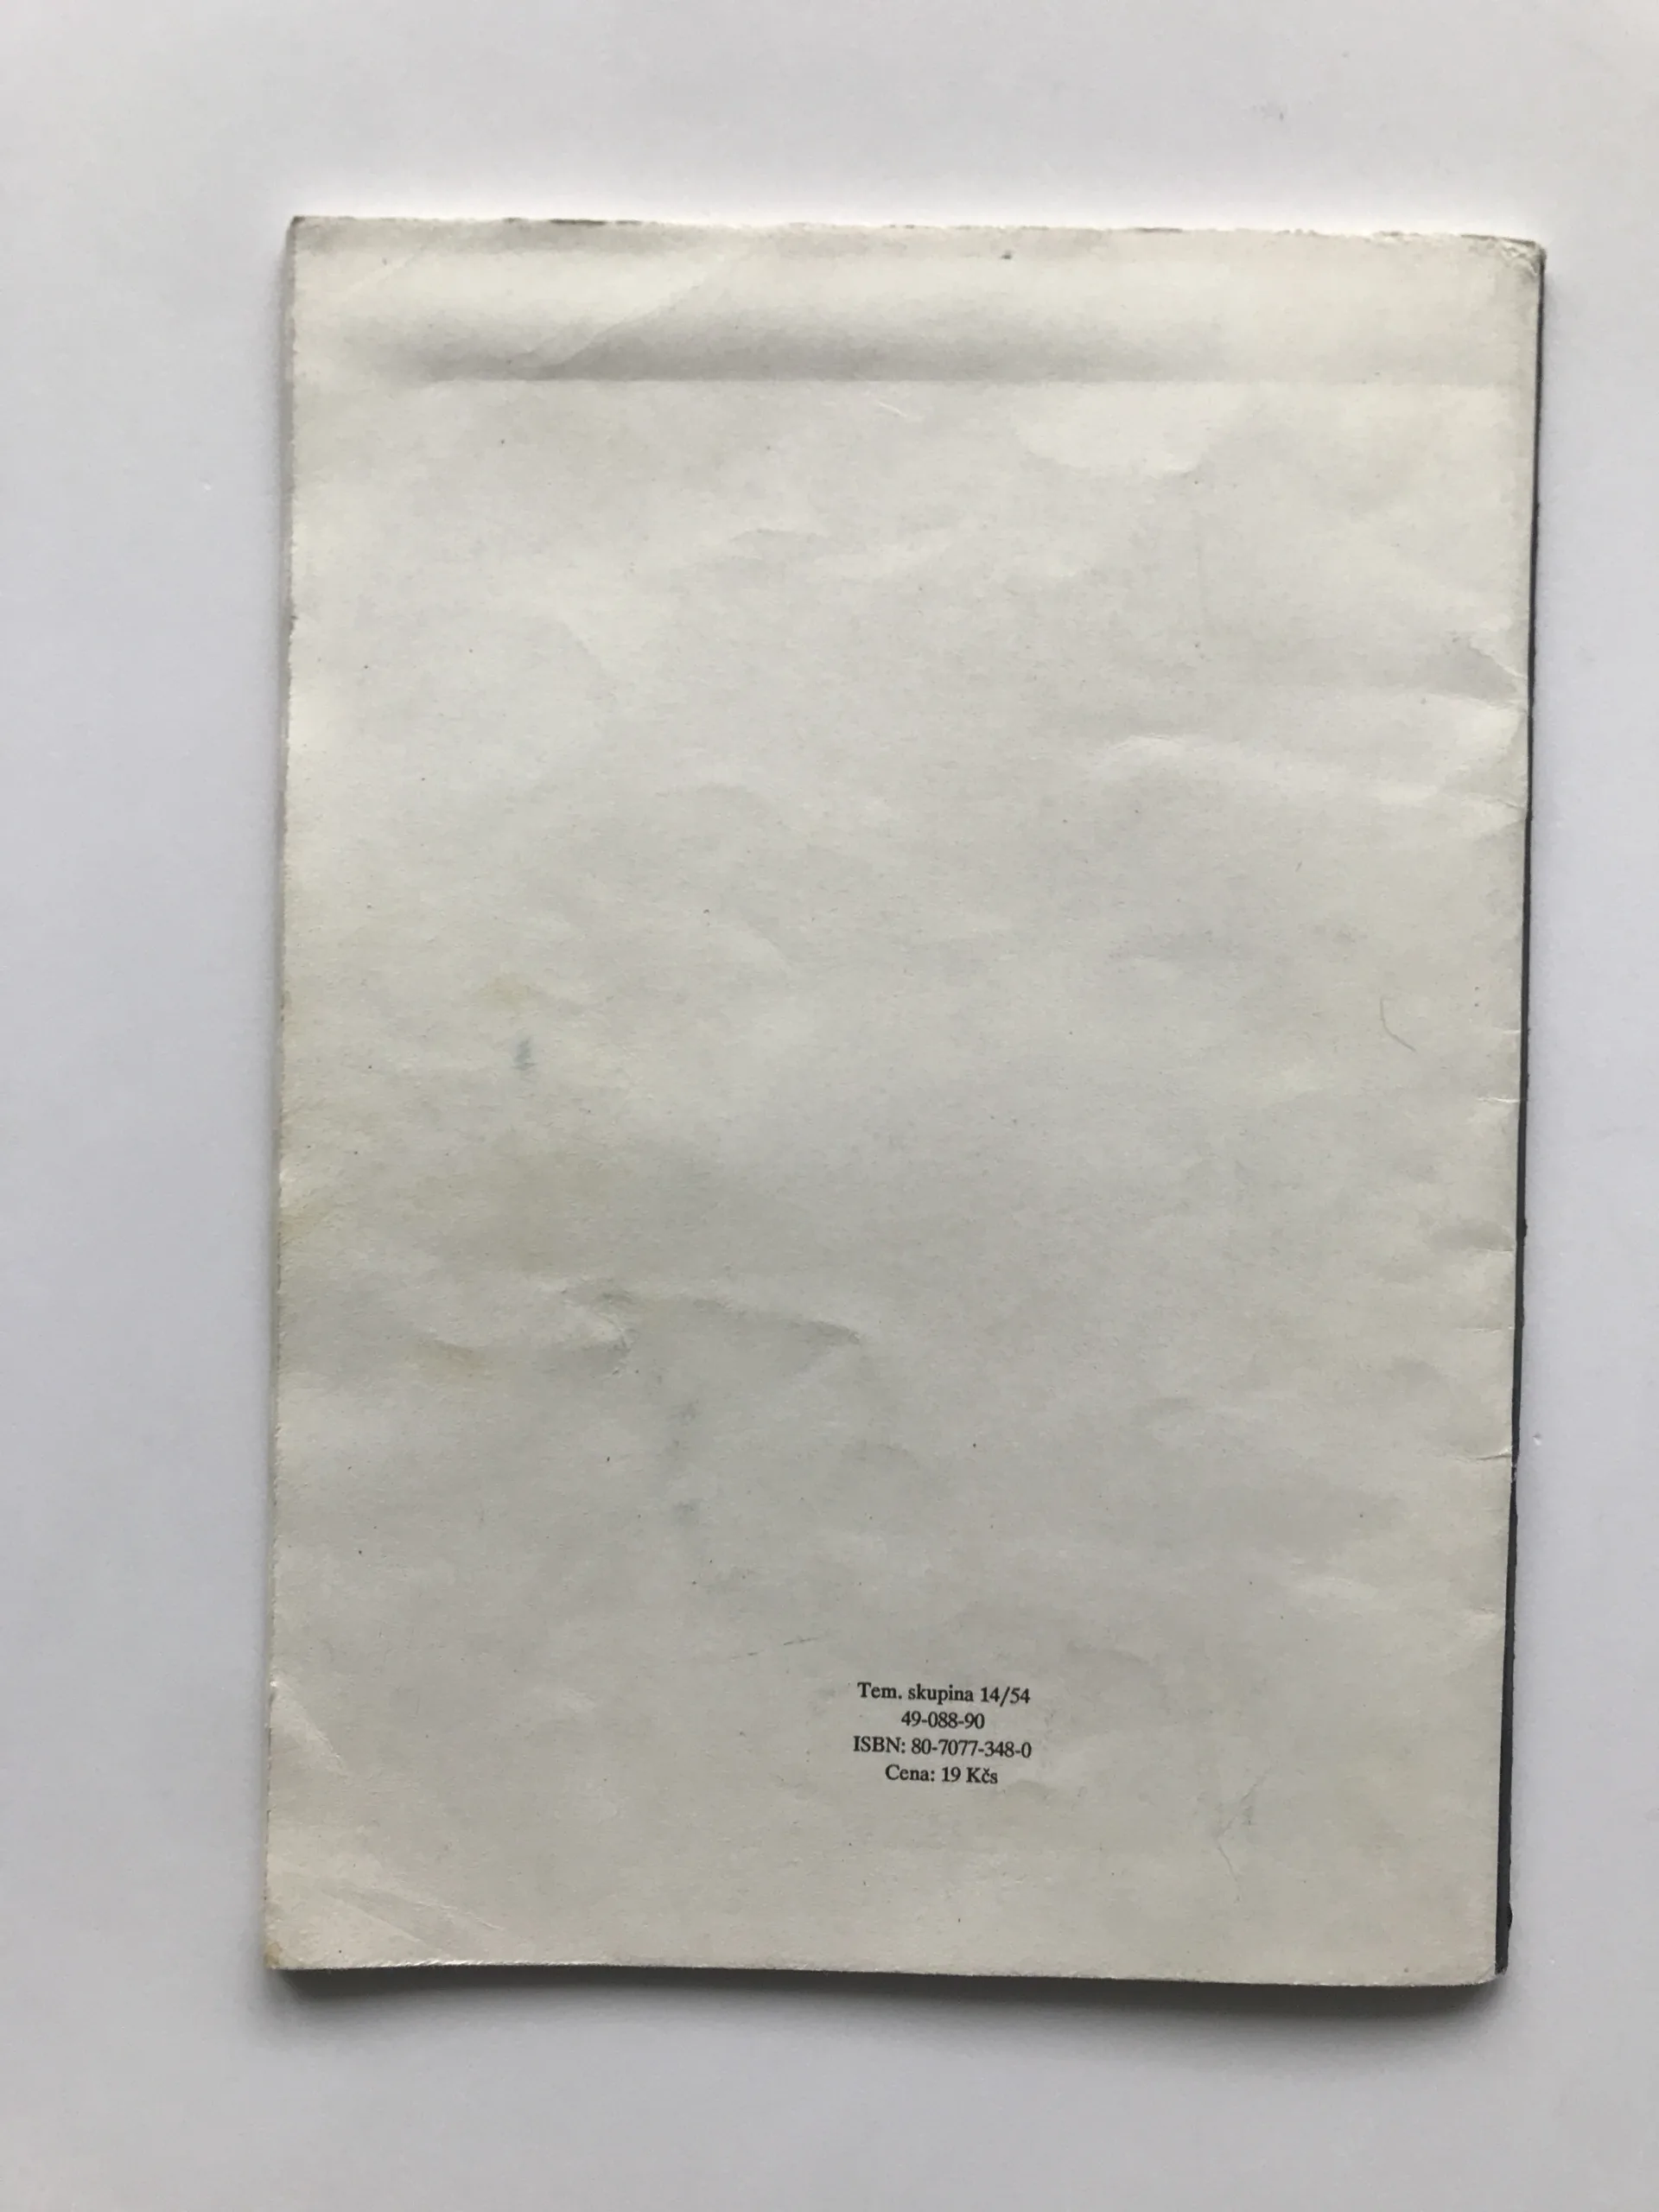 Tem. skupina 14/54
49-088-90
ISBN: 80-7077-348-0
Cena: 19 Kčs